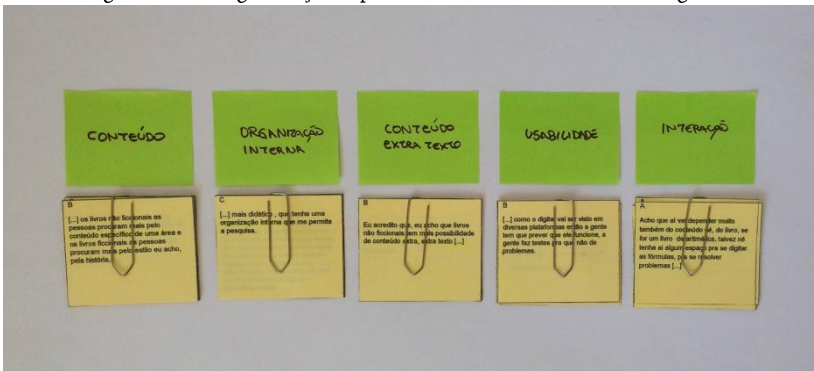 CONTEÚDO
ORGANIZAÇÃO
INTERNA
CONTEÚDO
EXTRA TEXTO
USABILIDADE
INTERAÇÃO
B
[...] os livros não ficcionais as
pessoas procuram mais pelo
conteúdo específico de uma área e
os livros ficcionais as pessoas
procuram mais pelo estilo eu acho,
pela história.
C
[...] mais didático , que tenha uma
organização interna que me permita
a pesquisa.
B
Eu acredito que, eu acho que livros
não ficcionais tem mais possibilidade
de conteúdo extra, extra texto [...]
B
[...] como o digital vai ser visto em
diversas plataformas então a gente
tem que prever que ele funciona, a
gente faz testes pra que não de
problemas.
A
Acho que aí vai depender muito
também do conteúdo né, do livro, se
for um livro de aritmética, talvez né
tenha aí algum espaço pra se digitar
as fórmulas, pra se resolver
problemas [...]